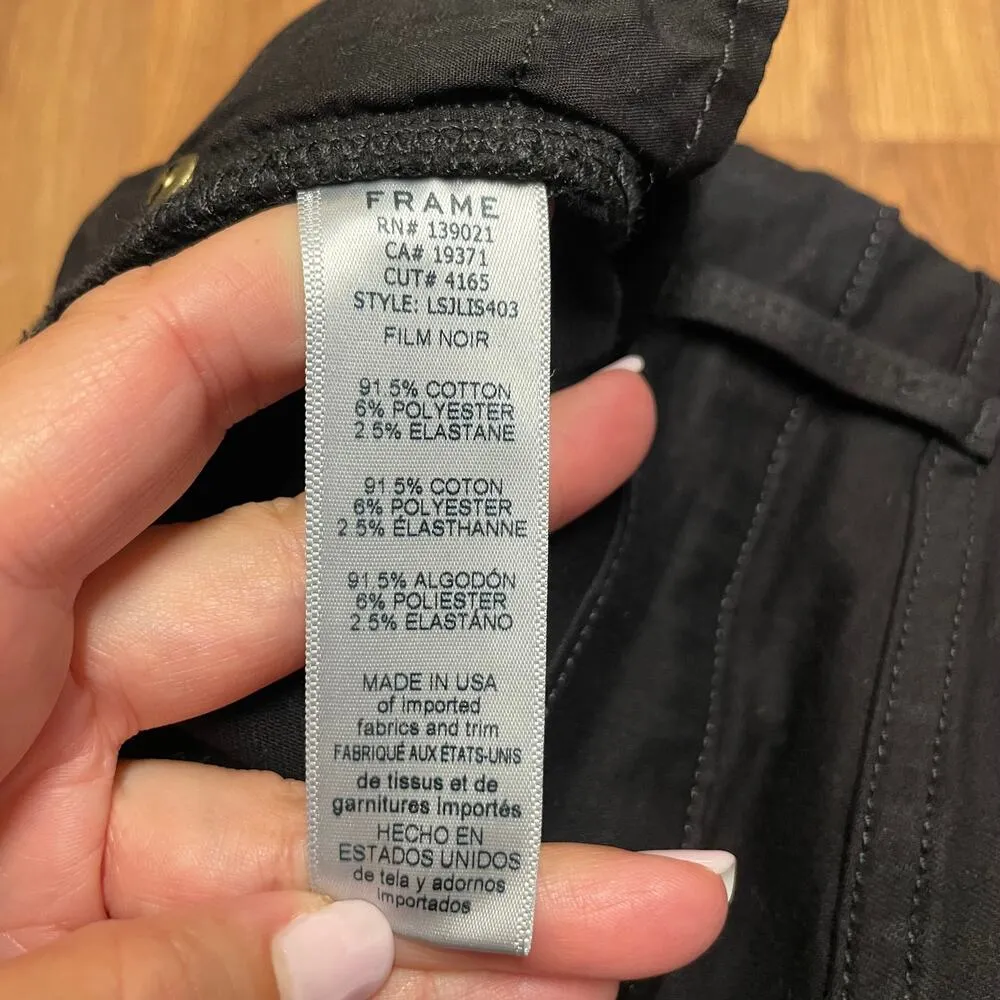 FRAME
RN# 139021
CA# 19371
CUT# 4165
STYLE: LSJLIS403
FILM NOIR
91.5% COTTON
6% POLYESTER
2.5% ELASTANE
91.5% COTON
6% POLYESTER
2.5% ÉLASTHANNE
91.5% ALGODÓN
6% POLIESTER
2.5% ELASTANO
MADE IN USA
of imported
fabrics and trim
FABRIQUÉ AUX ÉTATS-UNIS
de tissus et de
garnitures Importés
HECHO EN
ESTADOS UNIDOS
de tela y adornos
Importados